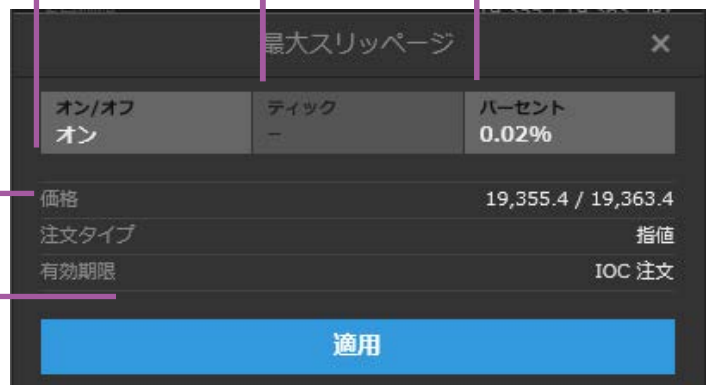 最大スリッページ ×
オン/オフ ティック パーセント
オン – 0.02%
価格 19,355.4 / 19,363.4
注文タイプ 指値
有効期限 IOC 注文
適用